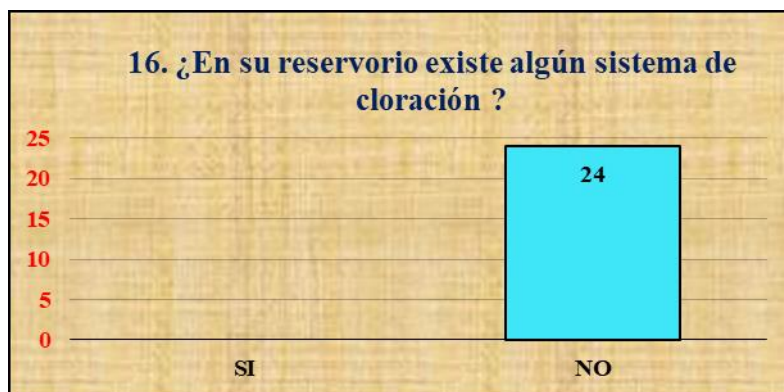 16. ¿En su reservorio existe algún sistema de
cloración ?
25
20
15
10
5
0
24
SI
NO